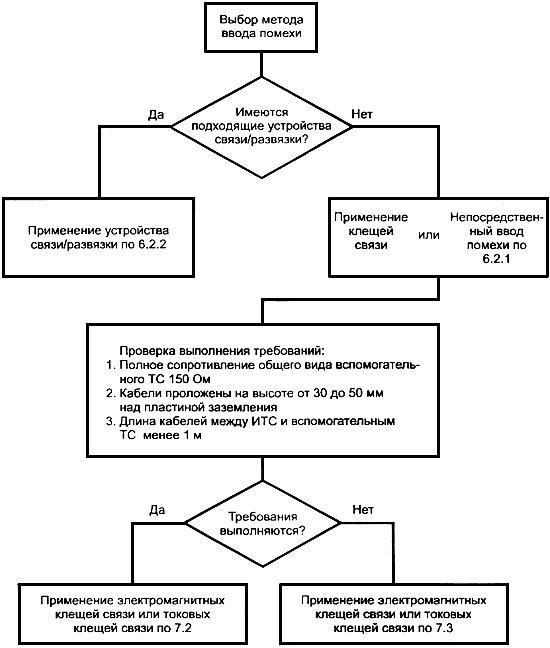 Выбор метода
ввода помехи
Имеются
подходящие устройства
связи/развязки?
Да
Нет
Применение устройства
связи/развязки по 6.2.2
Применение
клещей
связи
или
Непосредствен-
ный ввод
помехи по
6.2.1
Проверка выполнения требований:
1. Полное сопротивление общего вида вспомогатель-
ного ТС 150 Ом
2. Кабели проложены на высоте от 30 до 50 мм
над пластиной заземления
3. Длина кабелей между ИТС и вспомогательным
ТС менее 1 м
Требования
выполняются?
Да
Нет
Применение электромагнитных
клещей связи или токовых
клещей связи по 7.2
Применение электромагнитных
клещей связи или токовых
клещей связи по 7.3